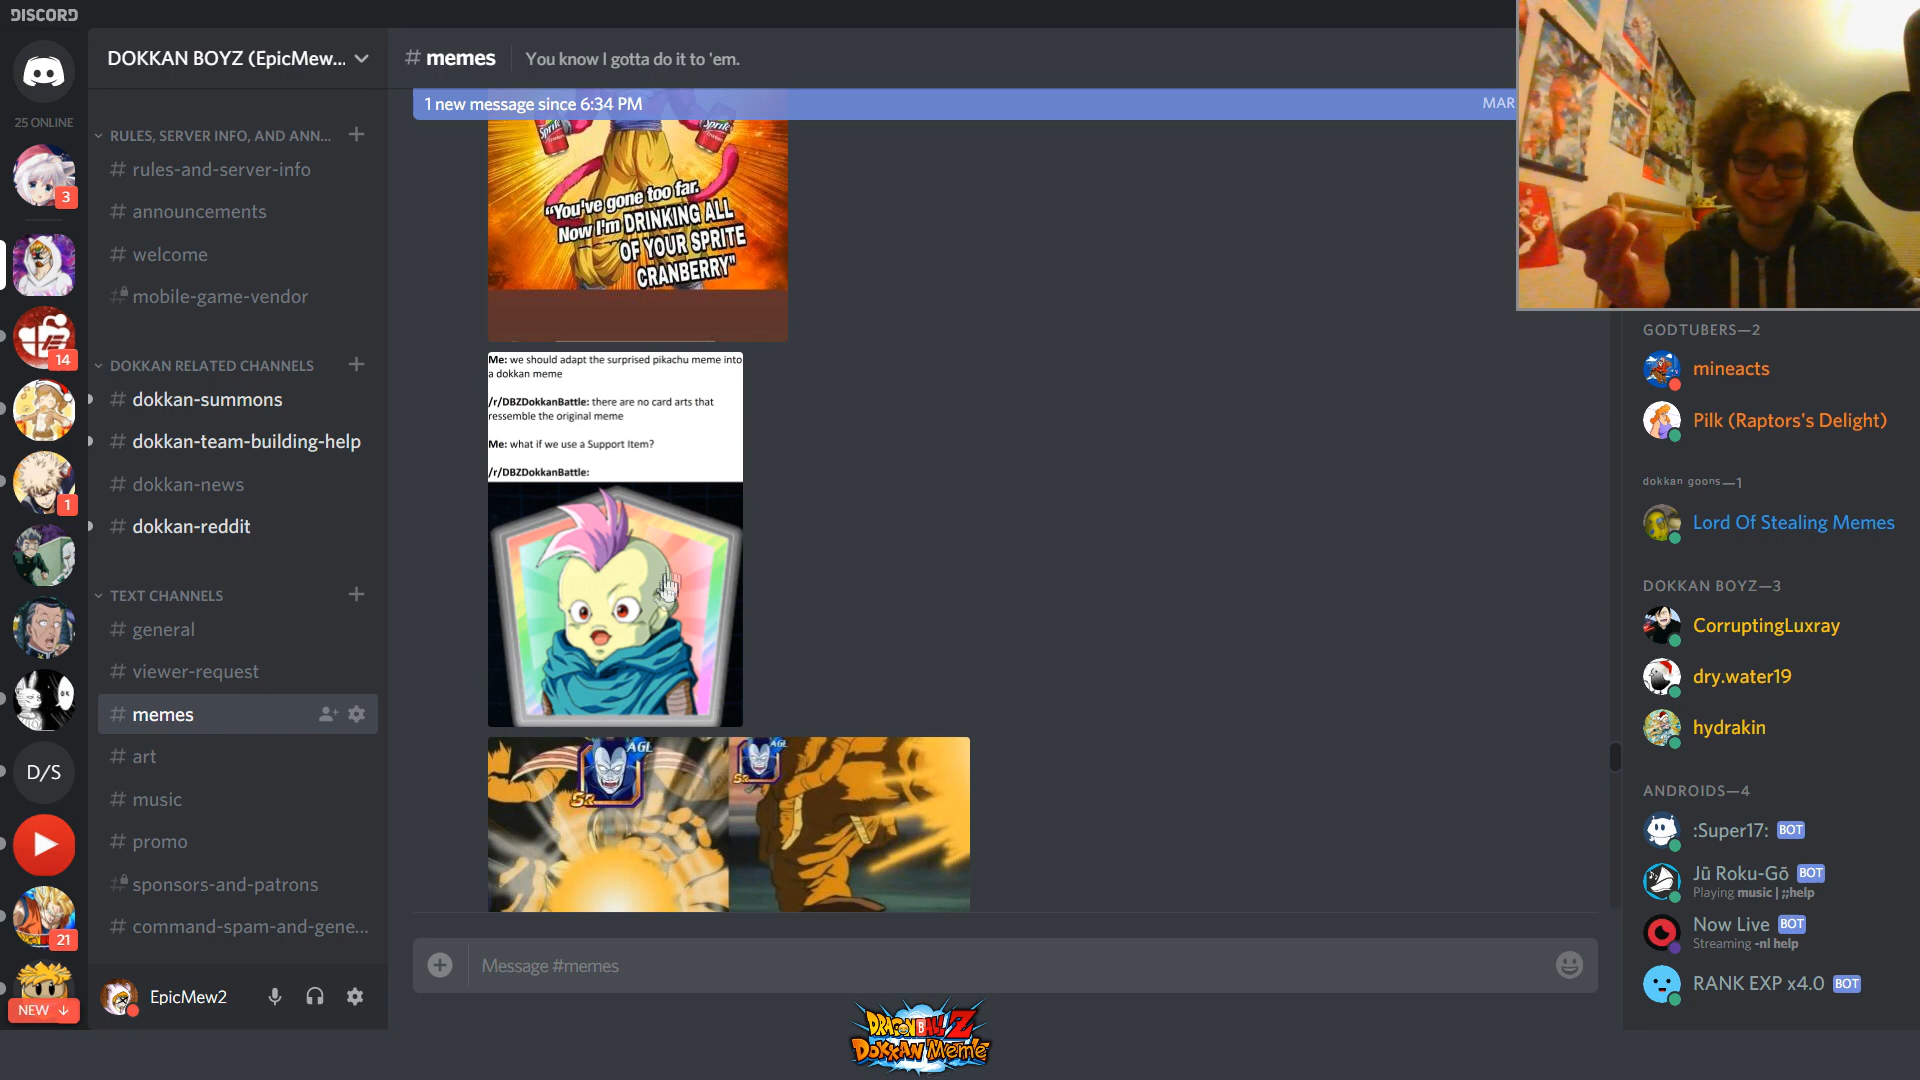 DISCORD
25 ONLINE
3
14
1
D/S
21
NEW ↓
DOKKAN BOYZ (EpicMew...
RULES, SERVER INFO, AND ANN...
# rules-and-server-info
# announcements
# welcome
# mobile-game-vendor
DOKKAN RELATED CHANNELS
# dokkan-summons
# dokkan-team-building-help
# dokkan-news
# dokkan-reddit
TEXT CHANNELS
# general
# viewer-request
# memes
# art
# music
# promo
# sponsors-and-patrons
# command-spam-and-gene...
EpicMew2
# memes
You know I gotta do it to 'em.
1 new message since 6:34 PM
MAR
Sprite
Sprite
"You've gone too far.
Now I'm DRINKING ALL
OF YOUR SPRITE
CRANBERRY"
Me: we should adapt the surprised pikachu meme into
a dokkan meme
/r/DBZDokkanBattle: there are no card arts that
ressemble the original meme
Me: what if we use a Support Item?
/r/DBZDokkanBattle:
AGL
SR
AGL
SR
Message #memes
DRAGON BALL Z
DOKKAN MEME
GODTUBERS—2
mineacts
Pilk (Raptors's Delight)
dokkan goons—1
Lord Of Stealing Memes
DOKKAN BOYZ—3
CorruptingLuxray
dry.water19
hydrakin
ANDROIDS—4
:Super17: BOT
Jū Roku-Gō BOT
Playing music | ;;help
Now Live BOT
Streaming -nl help
RANK EXP x4.0 BOT